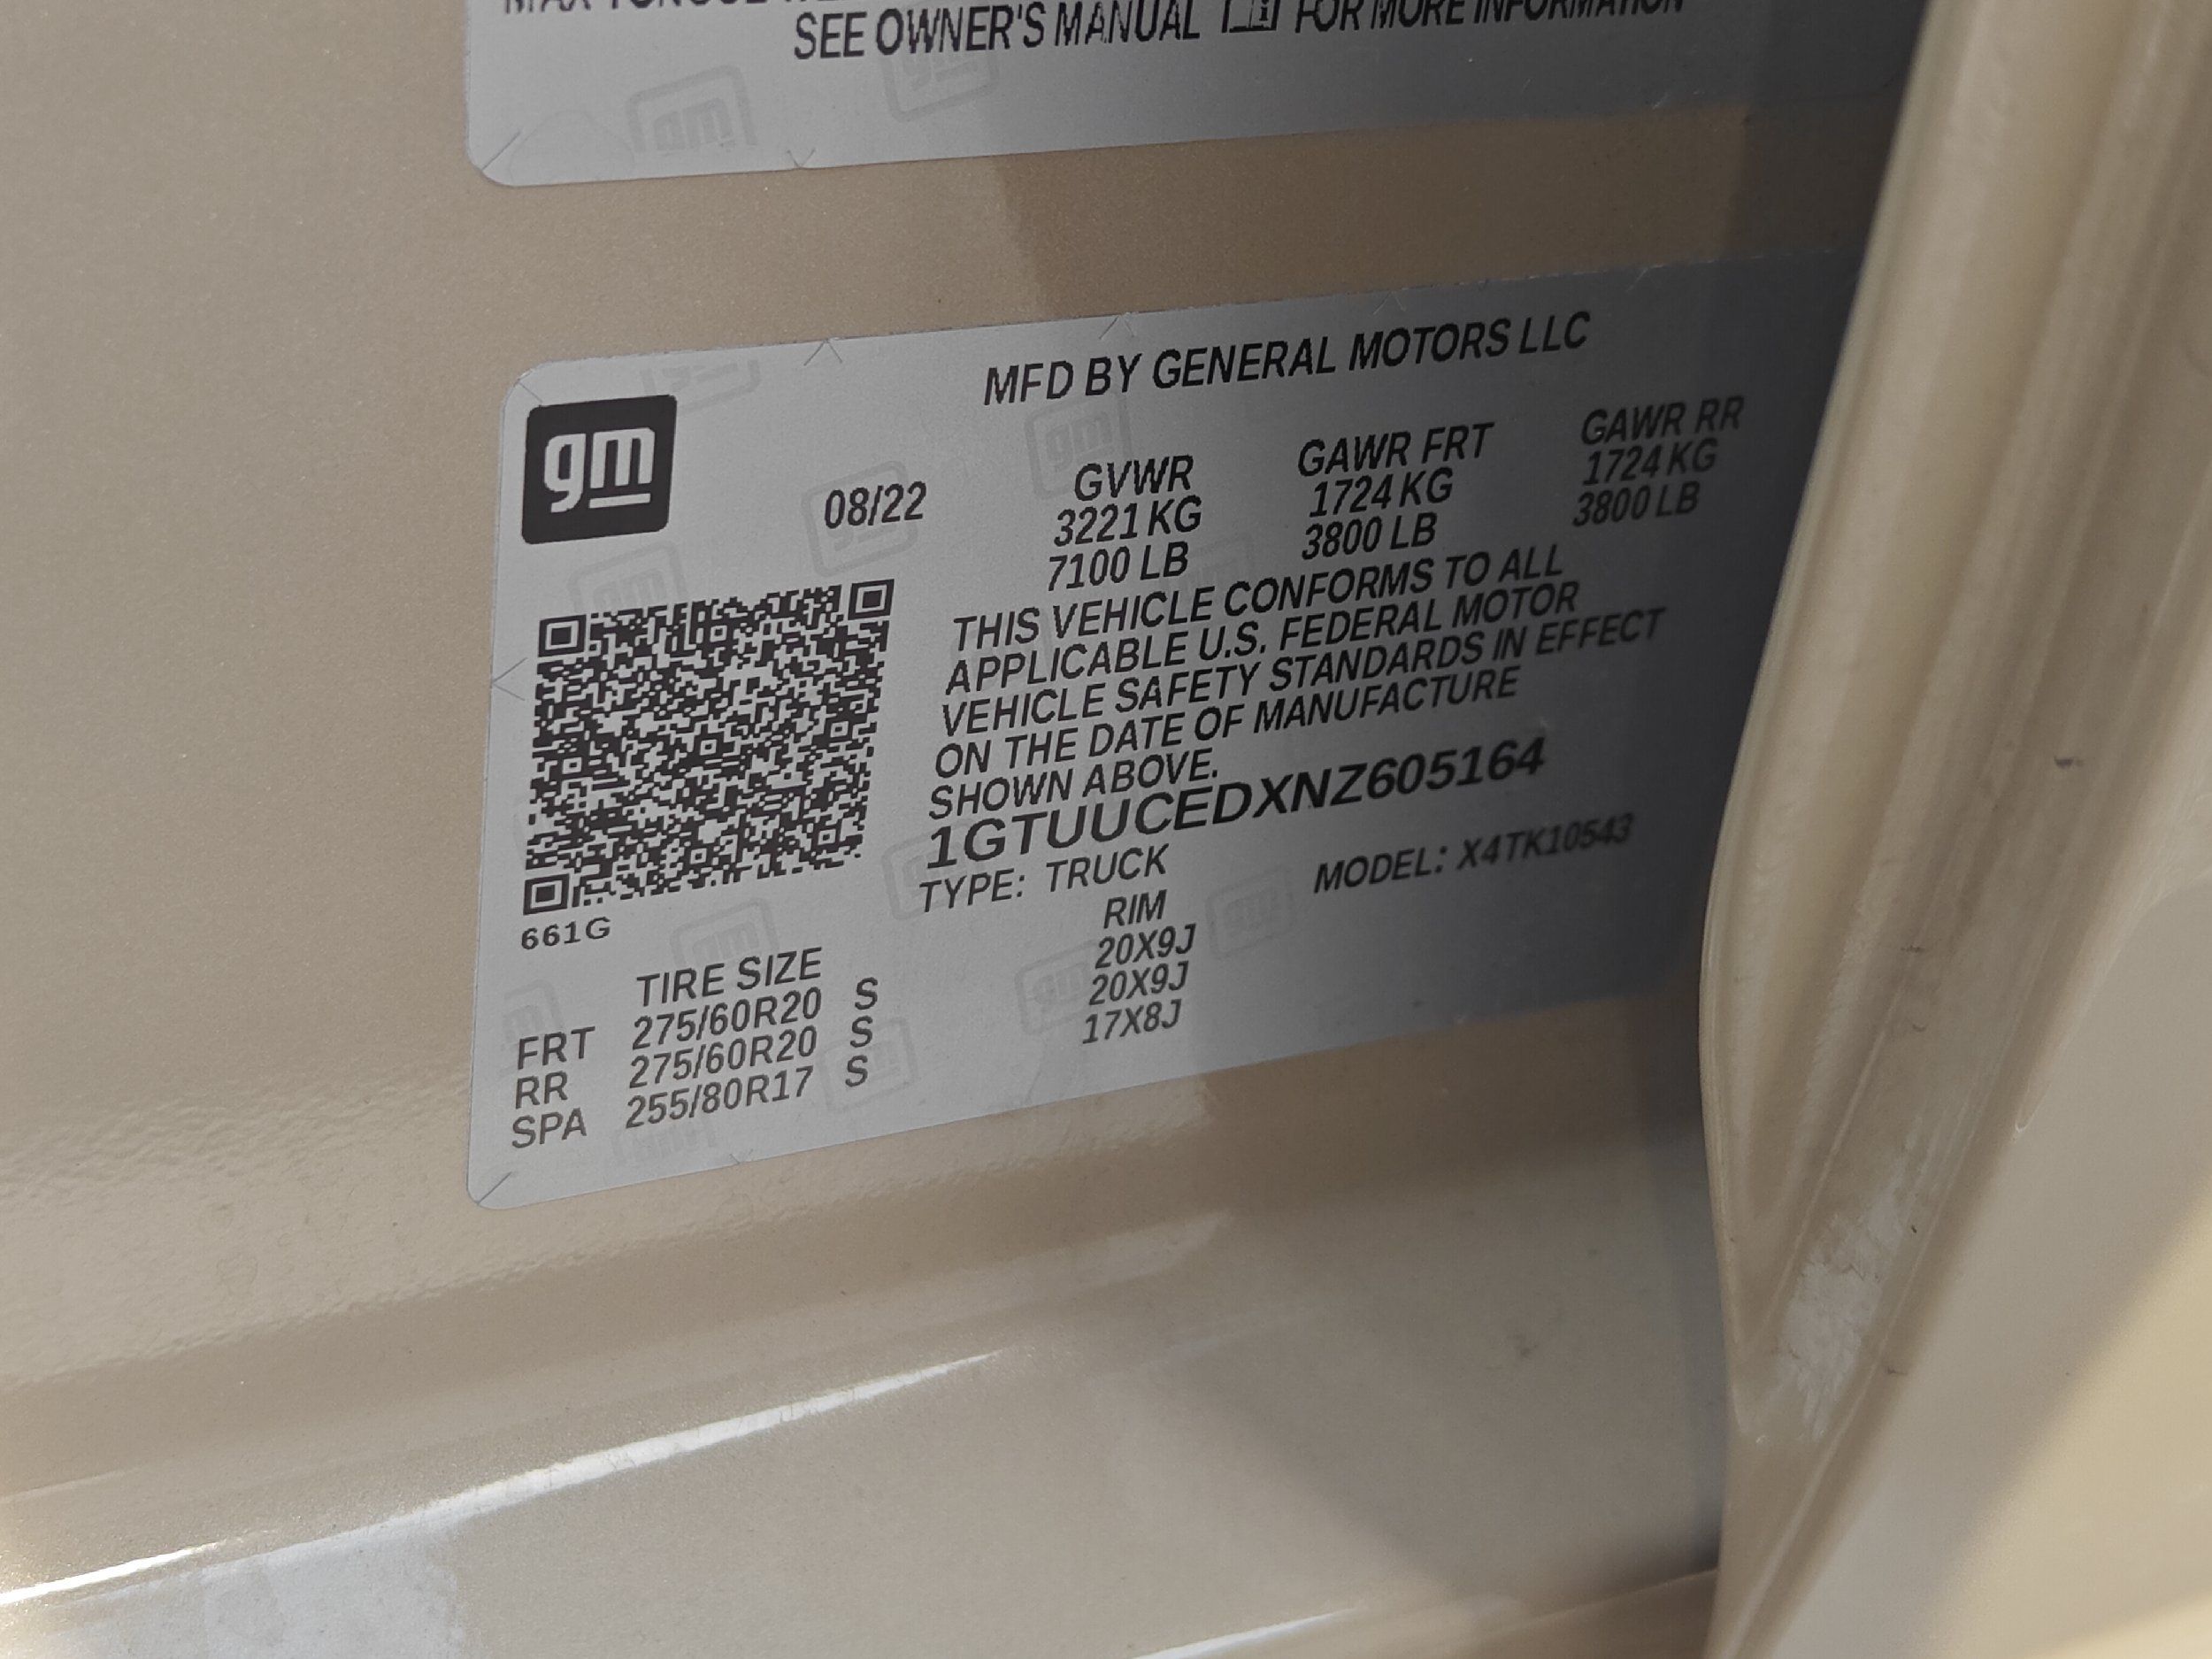 SEE OWNER'S MANUAL FOR MORE INFORMATION
gm
MFD BY GENERAL MOTORS LLC
08/22
GVWR GAWR FRT GAWR RR
3221 KG 1724 KG 1724 KG
7100 LB 3800 LB 3800 LB
THIS VEHICLE CONFORMS TO ALL
APPLICABLE U.S. FEDERAL MOTOR
VEHICLE SAFETY STANDARDS IN EFFECT
ON THE DATE OF MANUFACTURE
SHOWN ABOVE.
1GTUUCEDXNZ605164
TYPE: TRUCK MODEL: X4TK10543
661G
TIRE SIZE RIM
FRT 275/60R20 S 20X9J
RR 275/60R20 S 20X9J
SPA 255/80R17 S 17X8J